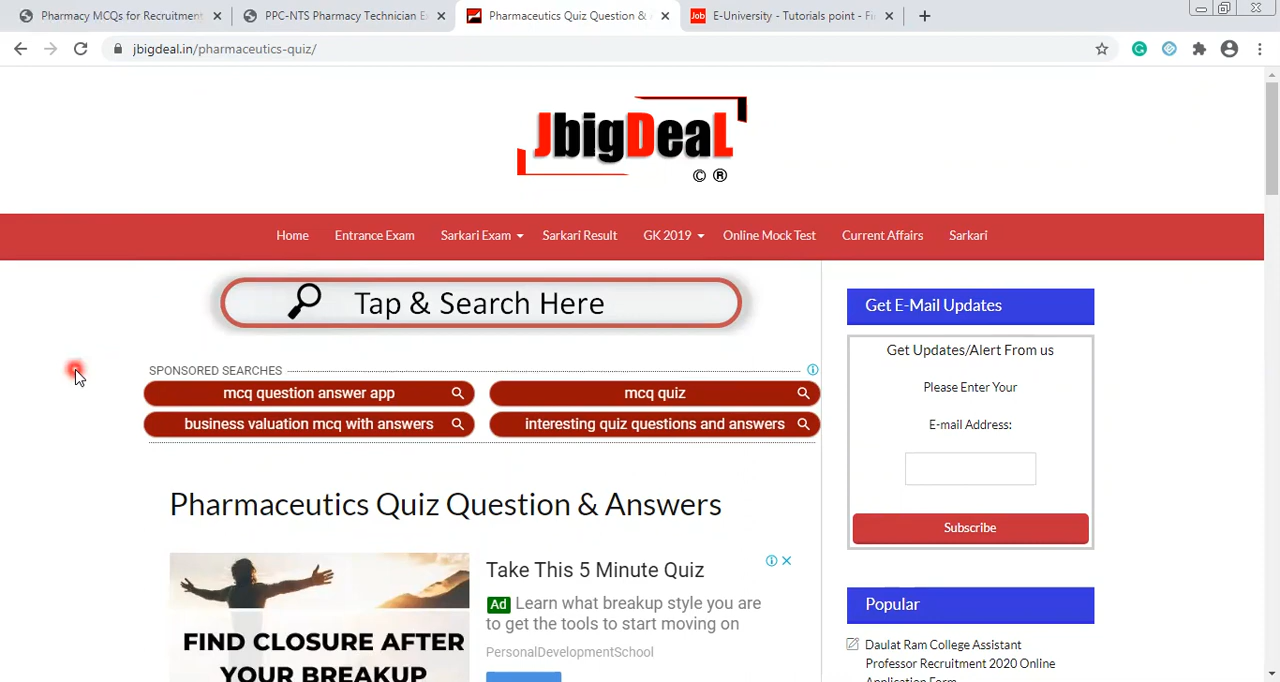 Pharmacy MCQs for Recruitment
PPC-NTS Pharmacy Technician E
Pharmaceutics Quiz Question &
Job
E-University - Tutorials point - Fi
jbigdeal.in/pharmaceutics-quiz/
JbigDeaL
© ®
Home
Entrance Exam
Sarkari Exam
Sarkari Result
GK 2019
Online Mock Test
Current Affairs
Sarkari
Tap & Search Here
SPONSORED SEARCHES
mcq question answer app
mcq quiz
business valuation mcq with answers
interesting quiz questions and answers
Pharmaceutics Quiz Question & Answers
FIND CLOSURE AFTER
YOUR BREAKUP
Take This 5 Minute Quiz
Ad Learn what breakup style you are
to get the tools to start moving on
PersonalDevelopmentSchool
Get E-Mail Updates
Get Updates/Alert From us
Please Enter Your
E-mail Address:
Subscribe
Popular
Daulat Ram College Assistant
Professor Recruitment 2020 Online
Application Form